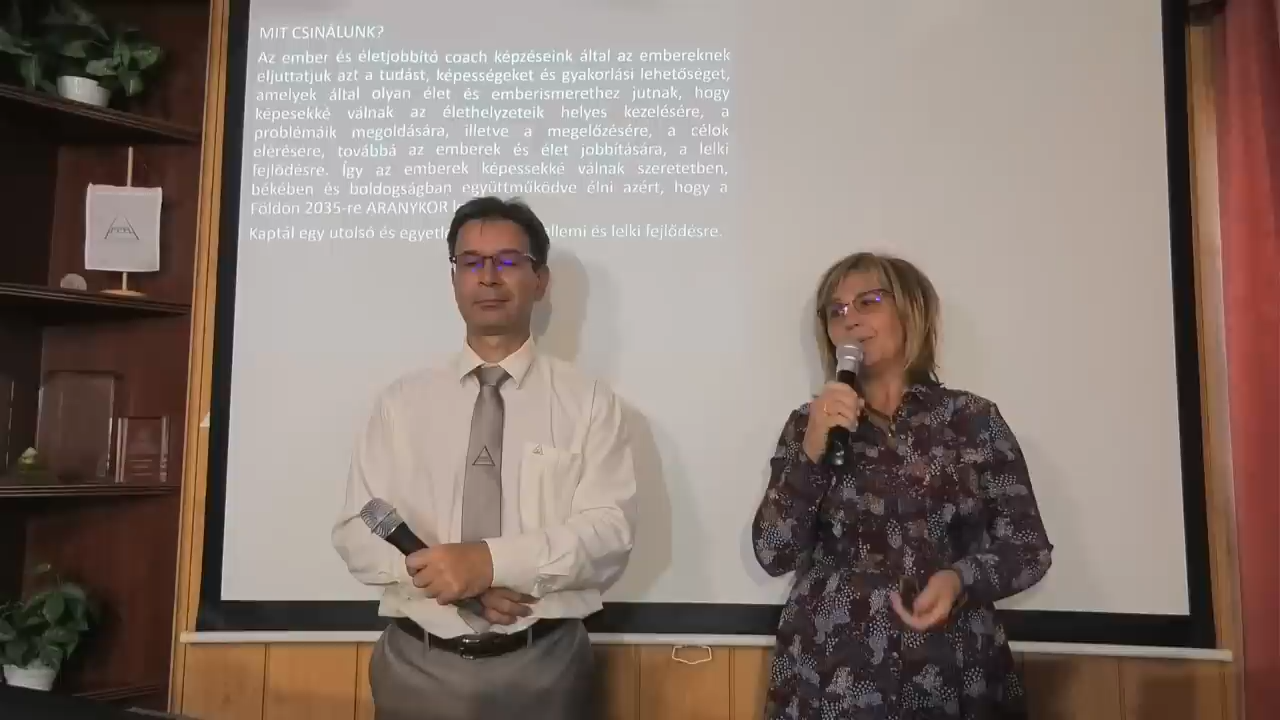 MIT CSINÁLUNK?
Az ember és életjobbító coach képzéseink által az embereknek
eljuttatjuk azt a tudást, képességeket és gyakorlási lehetőséget,
amelyek által olyan élet és emberismerethez jutnak, hogy
képesekké válnak az élethelyzeteik helyes kezelésére, a
problémáik megoldására, illetve a megelőzésére, a célok
elérésére, továbbá az emberek és élet jobbítására, a lelki
fejlődésre. Így az emberek képessekké válnak szeretetben,
békében és boldogságban együttműködve élni azért, hogy a
Földön 2035-re ARANYKOR
Kaptál egy utolsó és és lelki fejlődésre.